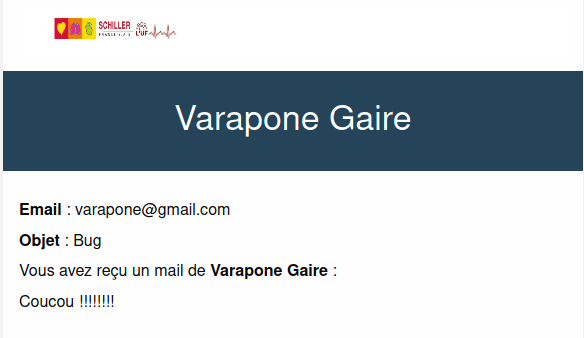 SCHILLER
FRANCE S.A.S
L'UF
Varapone Gaire
Email : varapone@gmail.com
Objet : Bug
Vous avez reçu un mail de Varapone Gaire :
Coucou !!!!!!!!